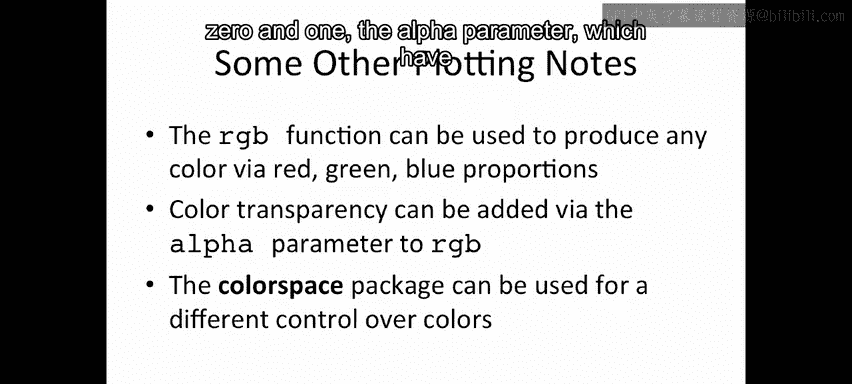 zero and one, the alpha parameter, which
have
Some Other Plotting Notes
• The rgb function can be used to produce any
color via red, green, blue proportions
• Color transparency can be added via the
alpha parameter to rgb
• The colorspace package can be used for a
different control over colors